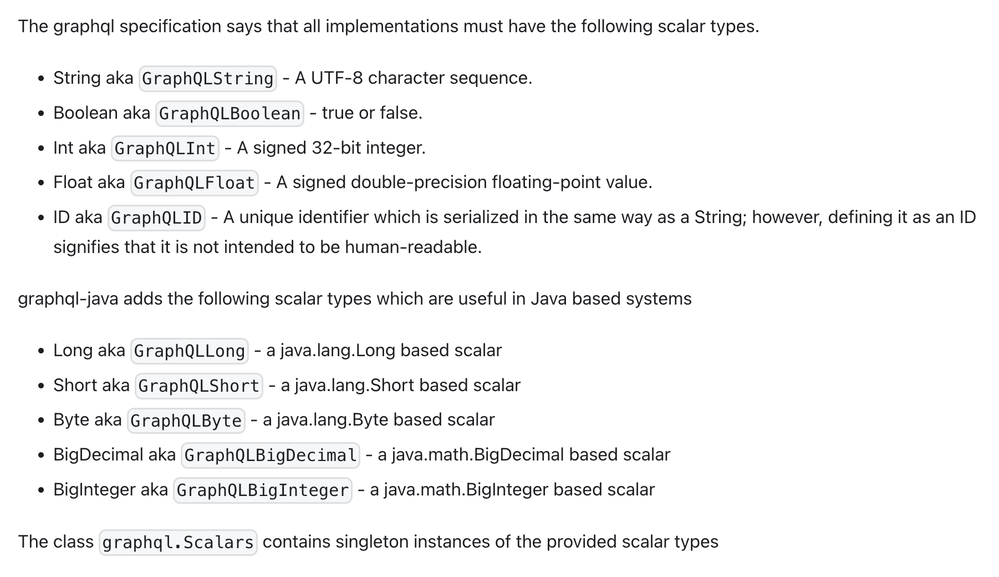 The graphql specification says that all implementations must have the following scalar types.
• String aka GraphQLString - A UTF-8 character sequence.
• Boolean aka GraphQLBoolean - true or false.
• Int aka GraphQLInt - A signed 32-bit integer.
• Float aka GraphQLFloat - A signed double-precision floating-point value.
• ID aka GraphQLID - A unique identifier which is serialized in the same way as a String; however, defining it as an ID
signifies that it is not intended to be human-readable.
graphql-java adds the following scalar types which are useful in Java based systems
• Long aka GraphQLLong - a java.lang.Long based scalar
• Short aka GraphQLShort - a java.lang.Short based scalar
• Byte aka GraphQLByte - a java.lang.Byte based scalar
• BigDecimal aka GraphQLBigDecimal - a java.math.BigDecimal based scalar
• BigInteger aka GraphQLBigInteger - a java.math.BigInteger based scalar
The class graphql.Scalars contains singleton instances of the provided scalar types